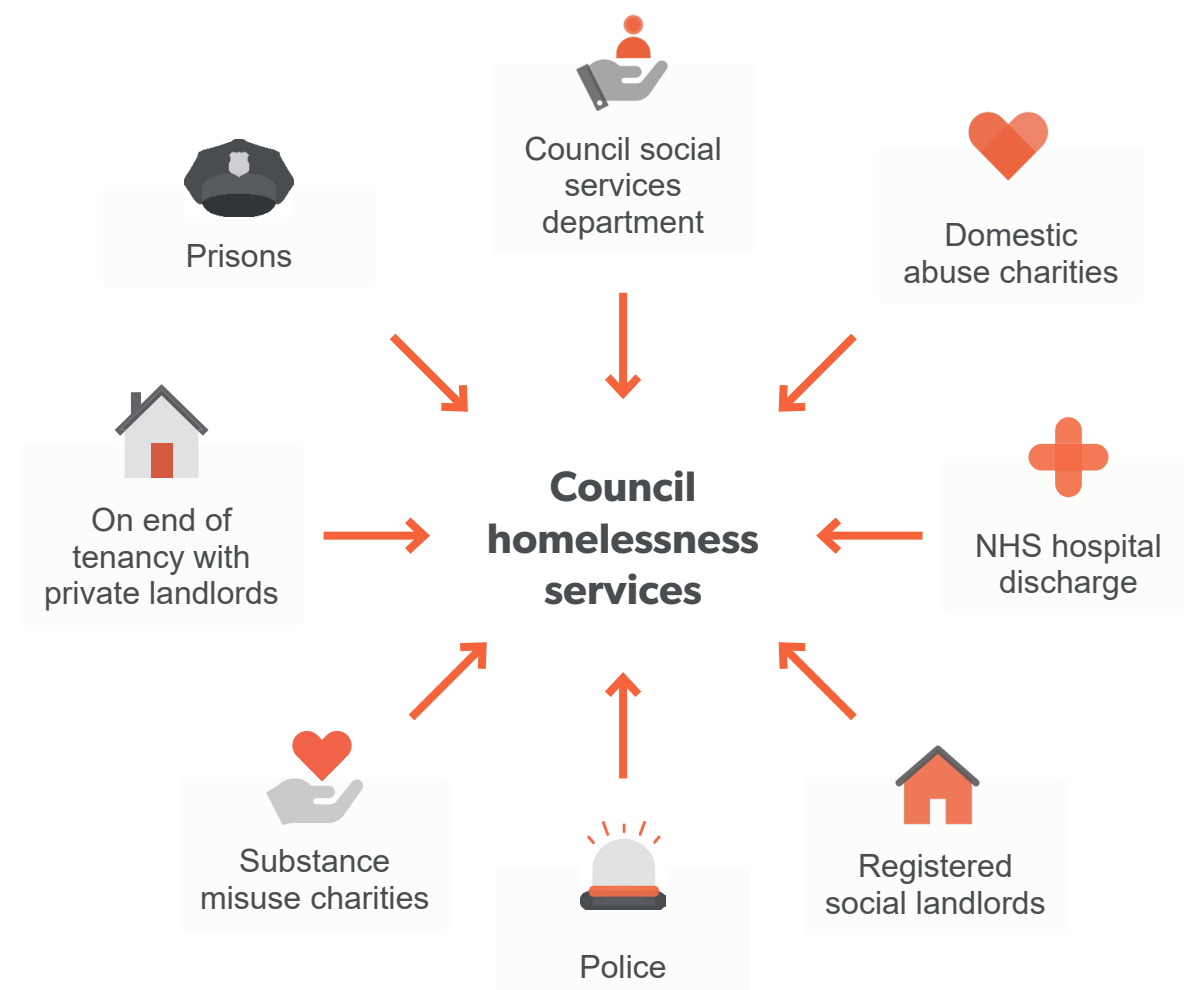 Council social
services
department
Prisons
Domestic
abuse charities
On end of
tenancy with
private landlords
Council
homelessness
services
NHS hospital
discharge
Substance
misuse charities
Registered
social landlords
Police